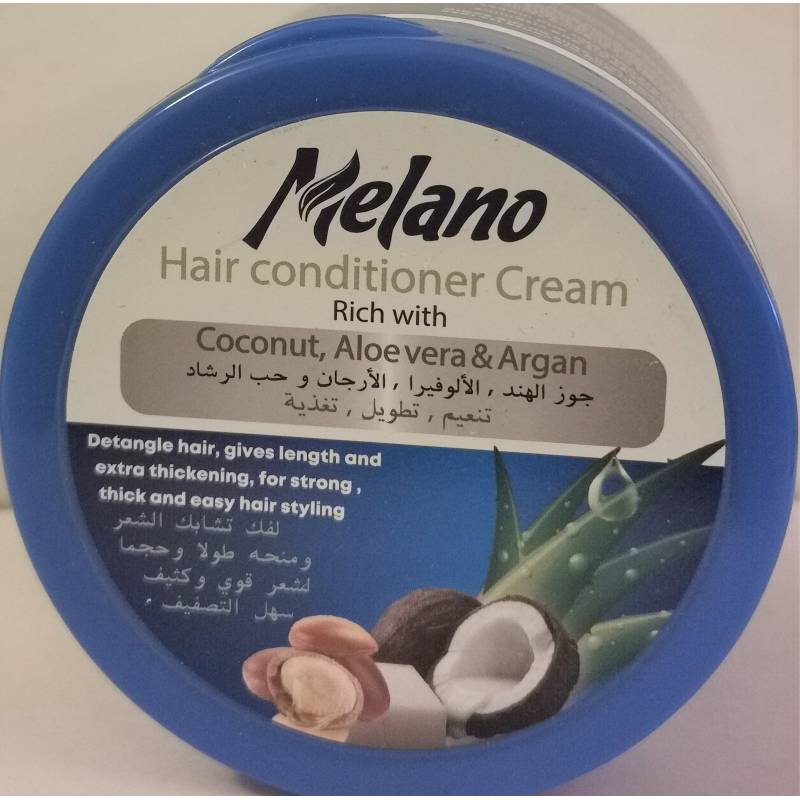 Melano
Hair conditioner Cream
Rich with
Coconut, Aloe vera & Argan
جوز الهند , الألوفيرا , الأرجان و حب الرشاد
تنعيم , تطويل , تغذية
Detangle hair, gives length and
extra thickening, for strong ,
thick and easy hair styling
لفك تشابك الشعر
ومنحه طولا وحجما
لشعر قوي وكثيف
سهل التصفيف .